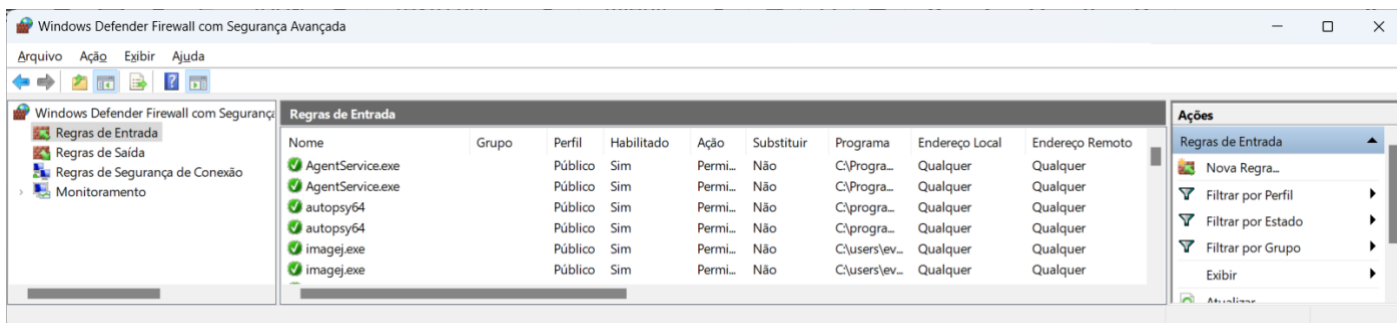 Windows Defender Firewall com Segurança Avançada
Arquivo Ação Exibir Ajuda
Windows Defender Firewall com Segurança
Regras de Entrada
Regras de Saída
Regras de Segurança de Conexão
Monitoramento
Regras de Entrada
Nome Grupo Perfil Habilitado Ação Substituir Programa Endereço Local Endereço Remoto
AgentService.exe Público Sim Permi... Não C:\Progra... Qualquer Qualquer
AgentService.exe Público Sim Permi... Não C:\Progra... Qualquer Qualquer
autopsy64 Público Sim Permi... Não C:\progra... Qualquer Qualquer
autopsy64 Público Sim Permi... Não C:\progra... Qualquer Qualquer
imagej.exe Público Sim Permi... Não C:\users\ev... Qualquer Qualquer
imagej.exe Público Sim Permi... Não C:\users\ev... Qualquer Qualquer
Ações
Regras de Entrada
Nova Regra...
Filtrar por Perfil
Filtrar por Estado
Filtrar por Grupo
Exibir
Atualizar